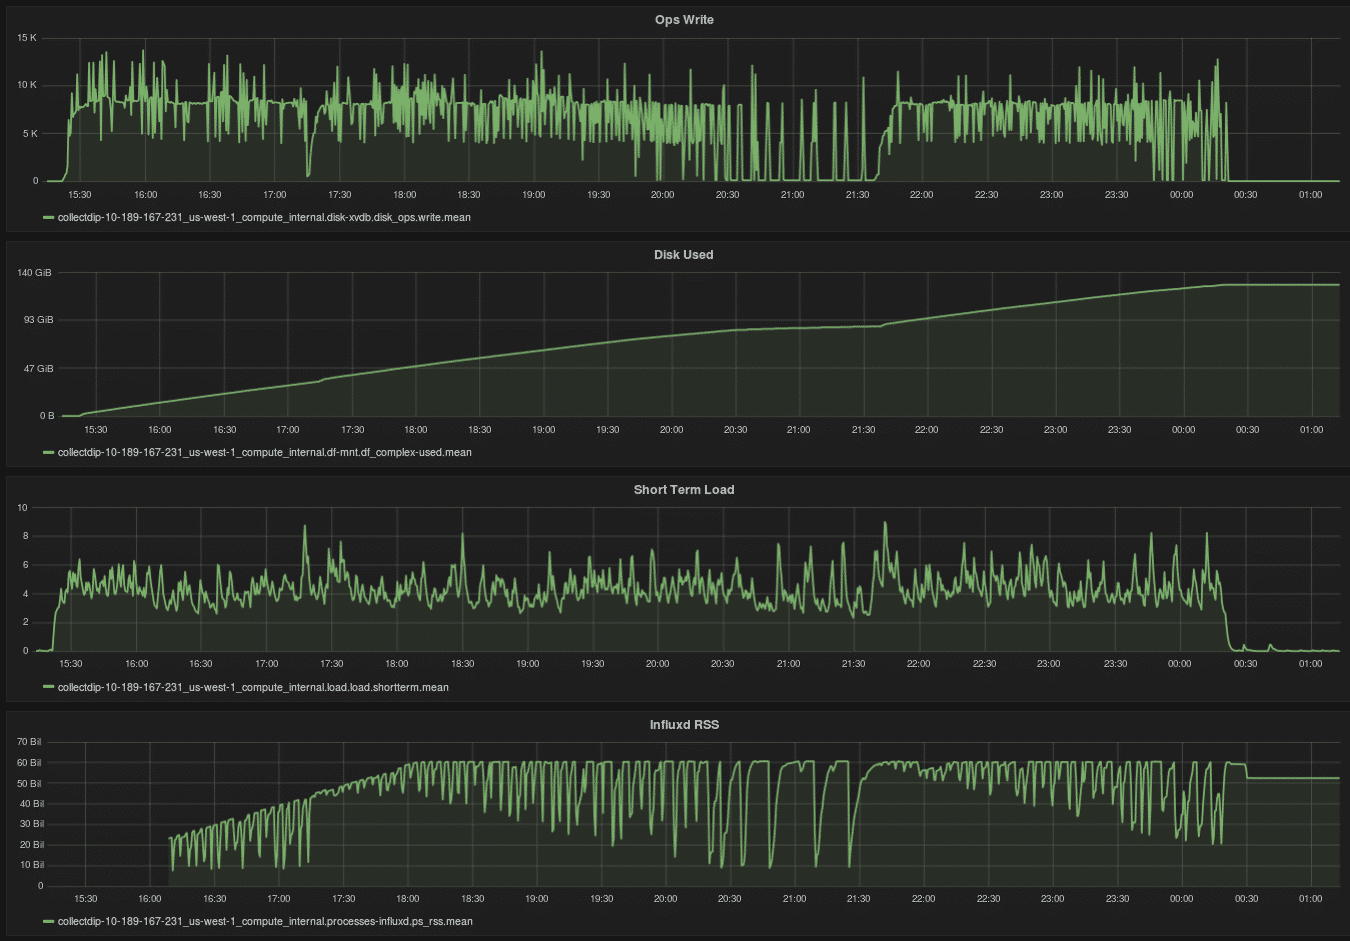 Ops Write
15 K
10 K
5 K
0
15:30 16:00 16:30 17:00 17:30 18:00 18:30 19:00 19:30 20:00 20:30 21:00 21:30 22:00 22:30 23:00 23:30 00:00 00:30 01:00
collectdip-10-189-167-231_us-west-1_compute_internal.disk-xvdb.disk_ops.write.mean
Disk Used
140 GiB
93 GiB
47 GiB
0 B
15:30 16:00 16:30 17:00 17:30 18:00 18:30 19:00 19:30 20:00 20:30 21:00 21:30 22:00 22:30 23:00 23:30 00:00 00:30 01:00
collectdip-10-189-167-231_us-west-1_compute_internal.df-mnt.df_complex-used.mean
Short Term Load
10
8
6
4
2
0
15:30 16:00 16:30 17:00 17:30 18:00 18:30 19:00 19:30 20:00 20:30 21:00 21:30 22:00 22:30 23:00 23:30 00:00 00:30 01:00
collectdip-10-189-167-231_us-west-1_compute_internal.load.load.shortterm.mean
Influxd RSS
70 Bil
60 Bil
50 Bil
40 Bil
30 Bil
20 Bil
10 Bil
0
15:30 16:00 16:30 17:00 17:30 18:00 18:30 19:00 19:30 20:00 20:30 21:00 21:30 22:00 22:30 23:00 23:30 00:00 00:30 01:00
collectdip-10-189-167-231_us-west-1_compute_internal.processes-influxd.ps_rss.mean